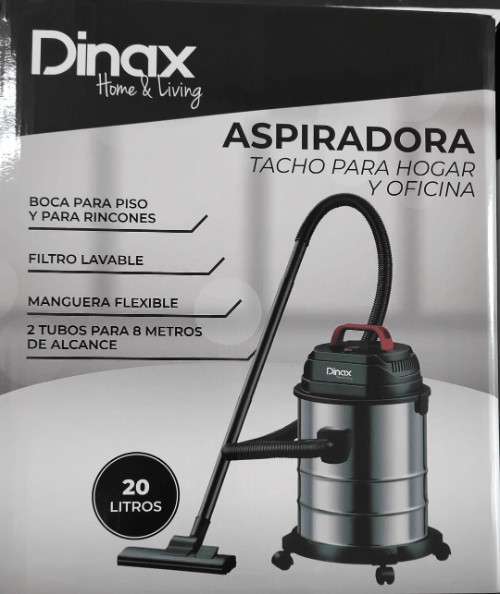 Dinax
Home & Living
ASPIRADORA
TACHO PARA HOGAR
Y OFICINA
BOCA PARA PISO
Y PARA RINCONES
FILTRO LAVABLE
MANGUERA FLEXIBLE
2 TUBOS PARA 8 METROS
DE ALCANCE
Dinax
20
LITROS